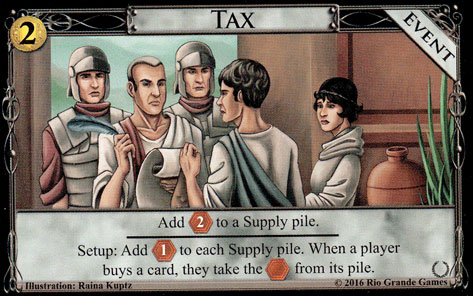 TAX
EVENT
2
Add 2 to a Supply pile.
Setup: Add 1 to each Supply pile. When a player
buys a card, they take the from its pile.
Illustration: Raina Kuptz
© 2016 Rio Grande Games